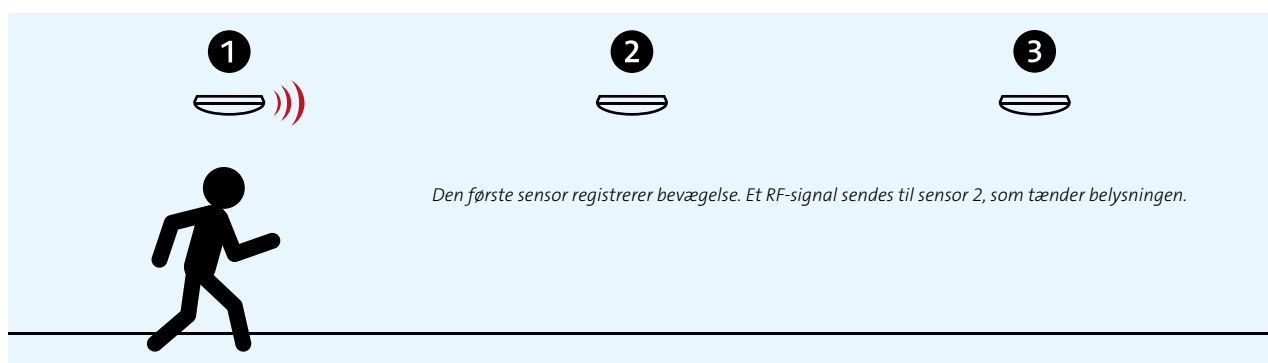 1 2 3
Den første sensor registrerer bevægelse. Et RF-signal sendes til sensor 2, som tænder belysningen.